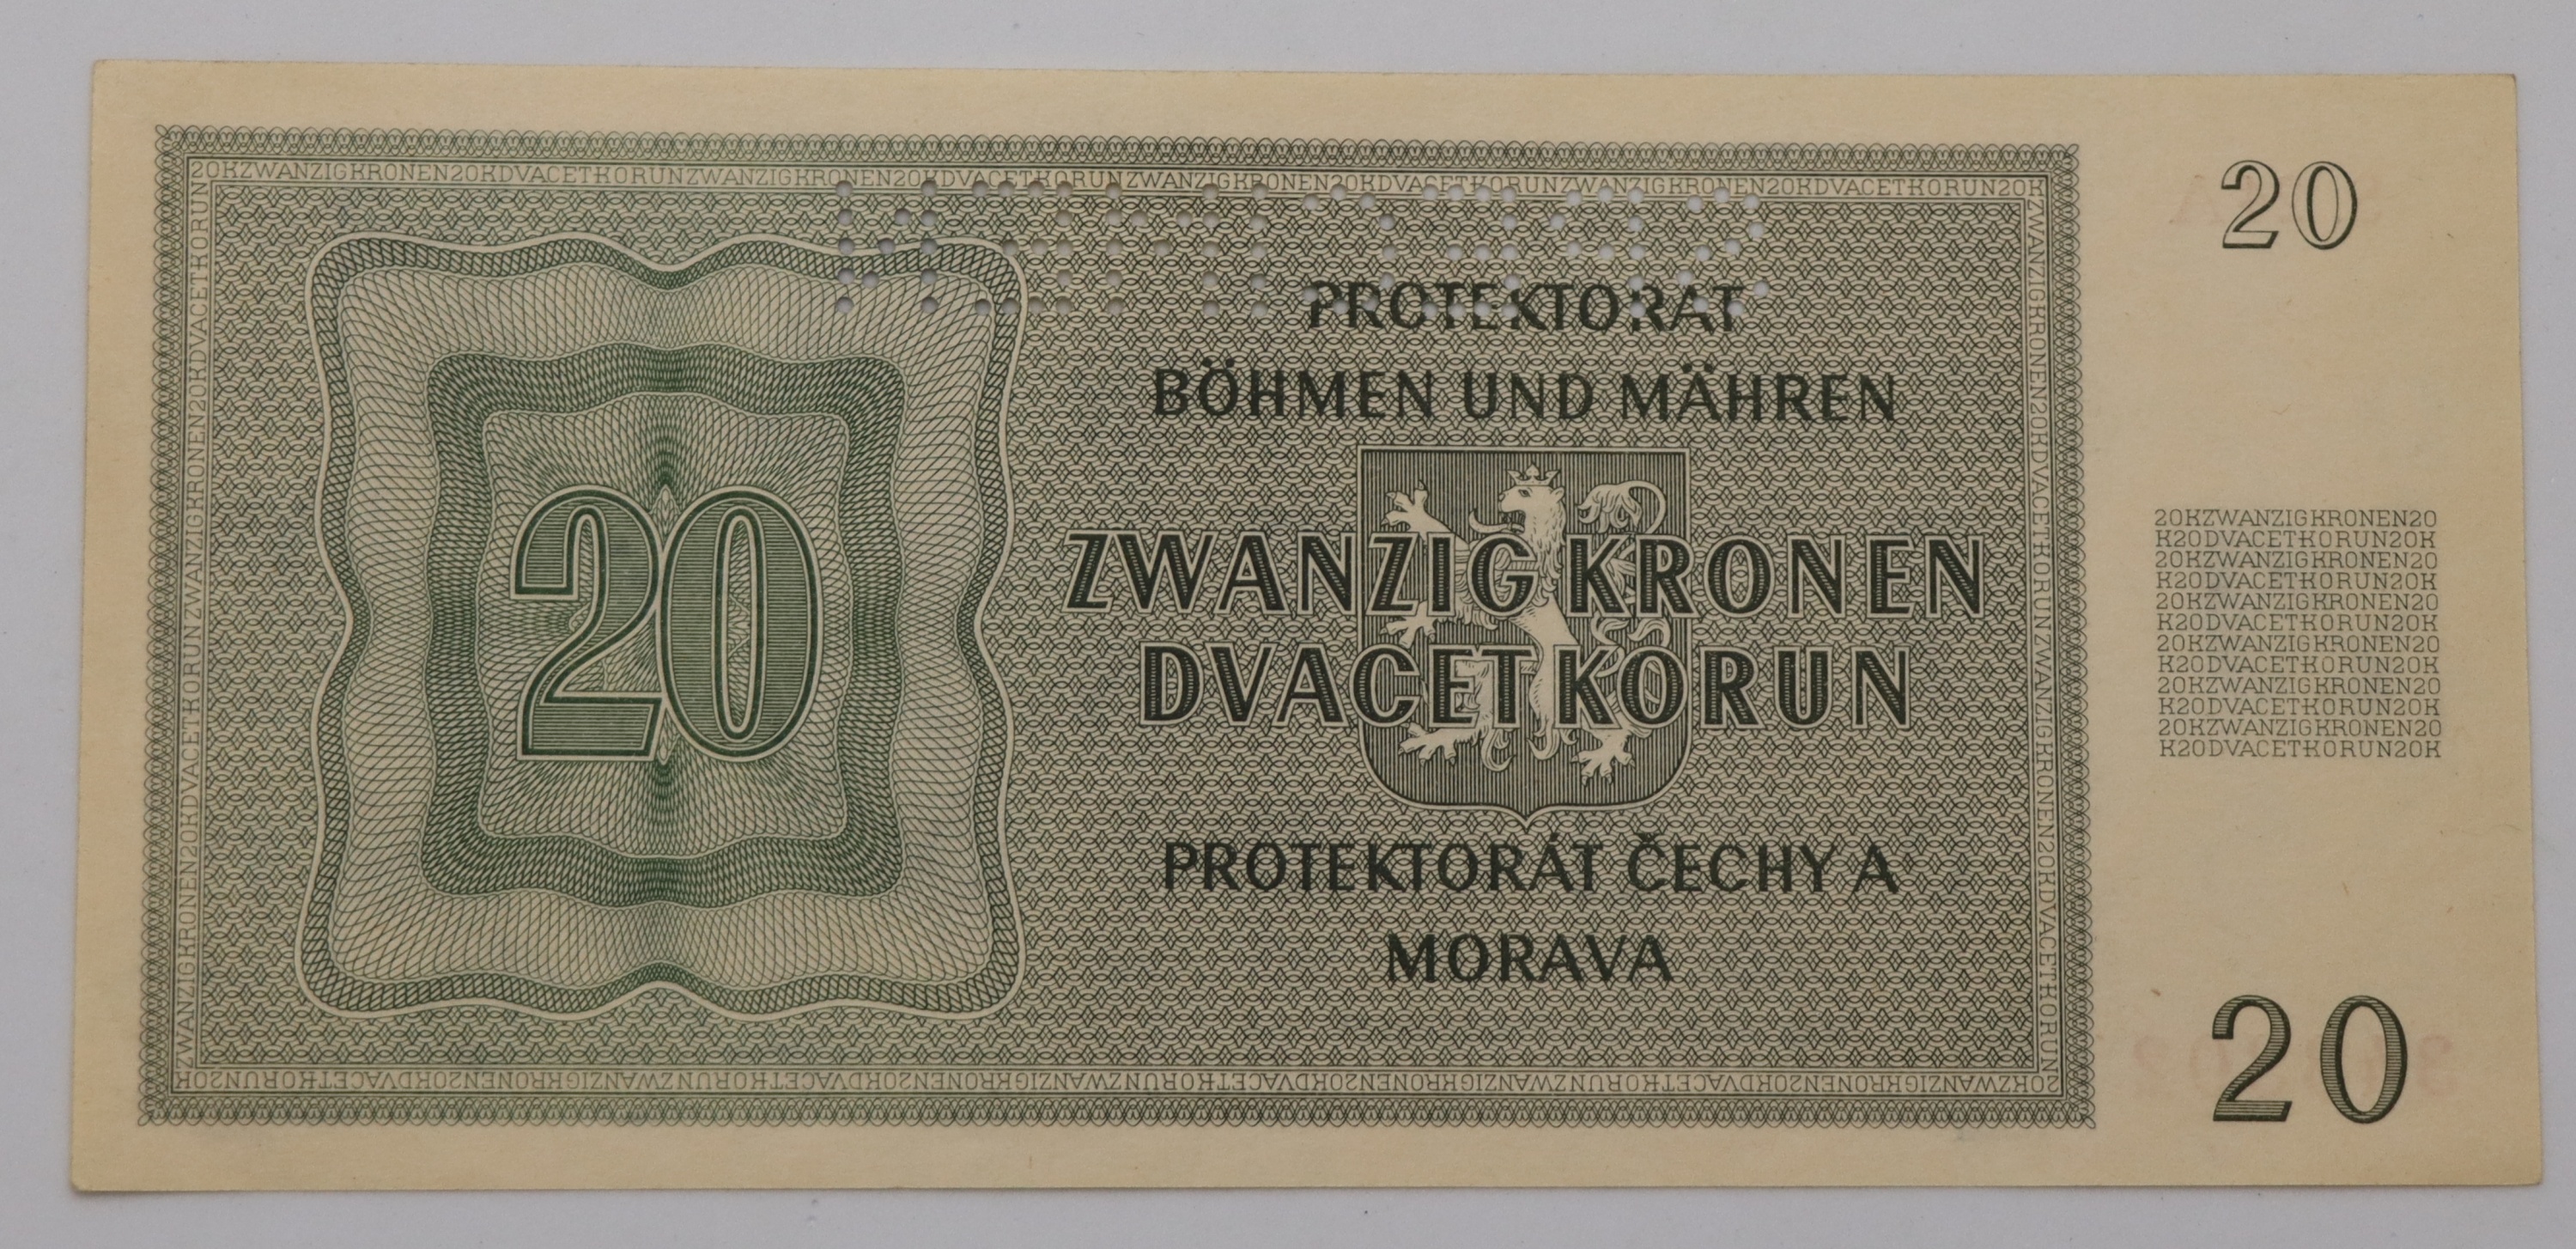 20KZWANZIGKRONEN20KDVACETKORUNZWANZIGKRONEN20KDVACETKORUNZWANZIGKRONEN20KDVACETKORUNZWANZIGKRONEN20KDVACETKORUN20K
20
PROTEKTORAT
BÖHMEN UND MÄHREN
20
ZWANZIG KRONEN
DVACET KORUN
PROTEKTORÁT ČECHY A
MORAVA
20KZWANZIGKRONEN20
K20DVACETKORUN20K
20KZWANZIGKRONEN20
K20DVACETKORUN20K
20KZWANZIGKRONEN20
K20DVACETKORUN20K
20KZWANZIGKRONEN20
K20DVACETKORUN20K
20KZWANZIGKRONEN20
K20DVACETKORUN20K
20KZWANZIGKRONEN20
K20DVACETKORUN20K
20